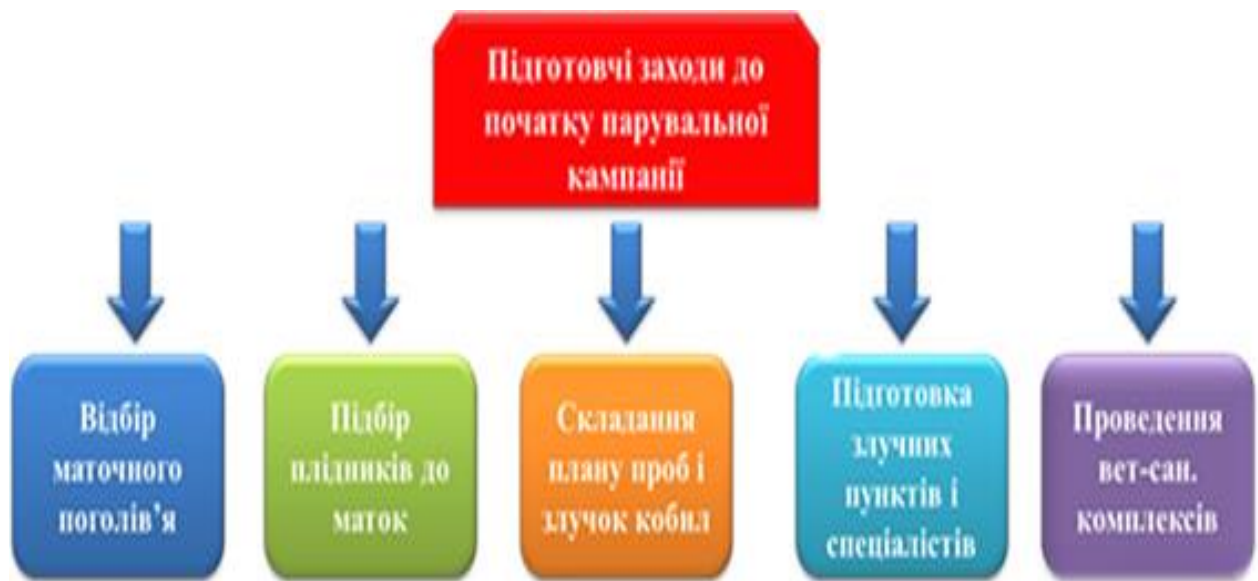 Підготовчі заходи до
початку парувальної
кампанії
Відбір
маточного
поголів’я
Підбір
плідників до
маток
Складання
плану проб і
злучок кобил
Підготовка
злучних
пунктів і
спеціалістів
Проведення
вет-сан.
комплексів